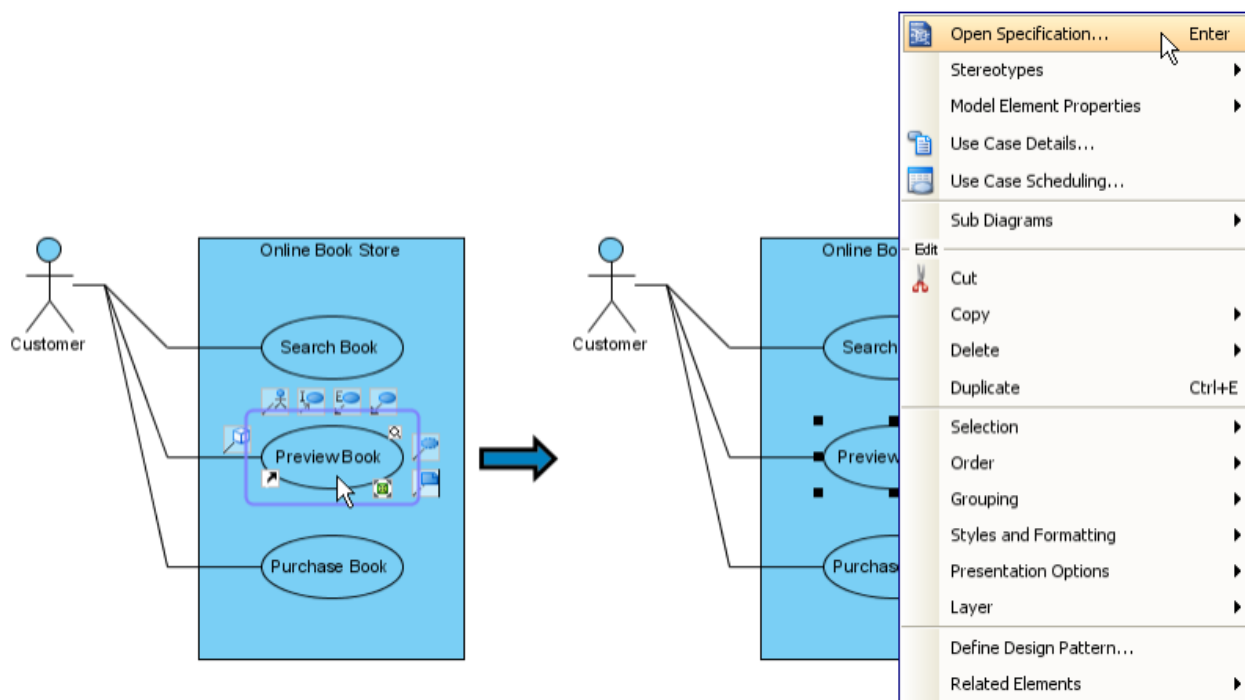 Online Book Store
Customer
Search Book
I
E
Preview Book
Purchase Book
Online Bo
Customer
Search
Preview
Purchas
Open Specification... Enter
Stereotypes
Model Element Properties
Use Case Details...
Use Case Scheduling...
Sub Diagrams
Edit
Cut
Copy
Delete
Duplicate Ctrl+E
Selection
Order
Grouping
Styles and Formatting
Presentation Options
Layer
Define Design Pattern...
Related Elements